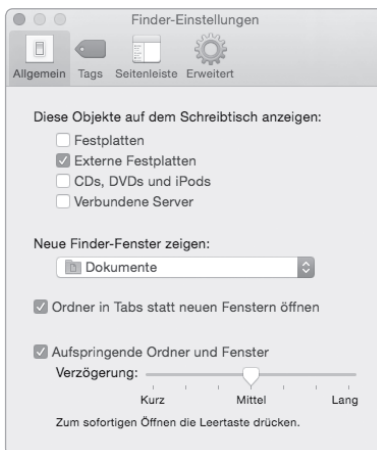 Finder-Einstellungen
Allgemein Tags Seitenleiste Erweitert
Diese Objekte auf dem Schreibtisch anzeigen:
Festplatten
Externe Festplatten
CDs, DVDs und iPods
Verbundene Server
Neue Finder-Fenster zeigen:
Dokumente
Ordner in Tabs statt neuen Fenstern öffnen
Aufspringende Ordner und Fenster
Verzögerung:
Kurz Mittel Lang
Zum sofortigen Öffnen die Leertaste drücken.